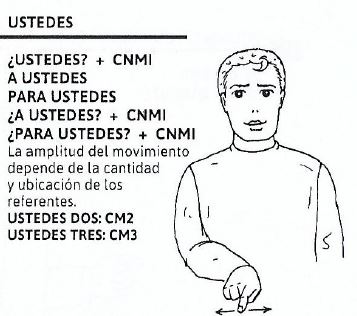 USTEDES
¿USTEDES? + CNMI
A USTEDES
PARA USTEDES
¿A USTEDES? + CNMI
¿PARA USTEDES? + CNMI
La amplitud del movimiento
depende de la cantidad
y ubicación de los
referentes.
USTEDES DOS: CM2
USTEDES TRES: CM3